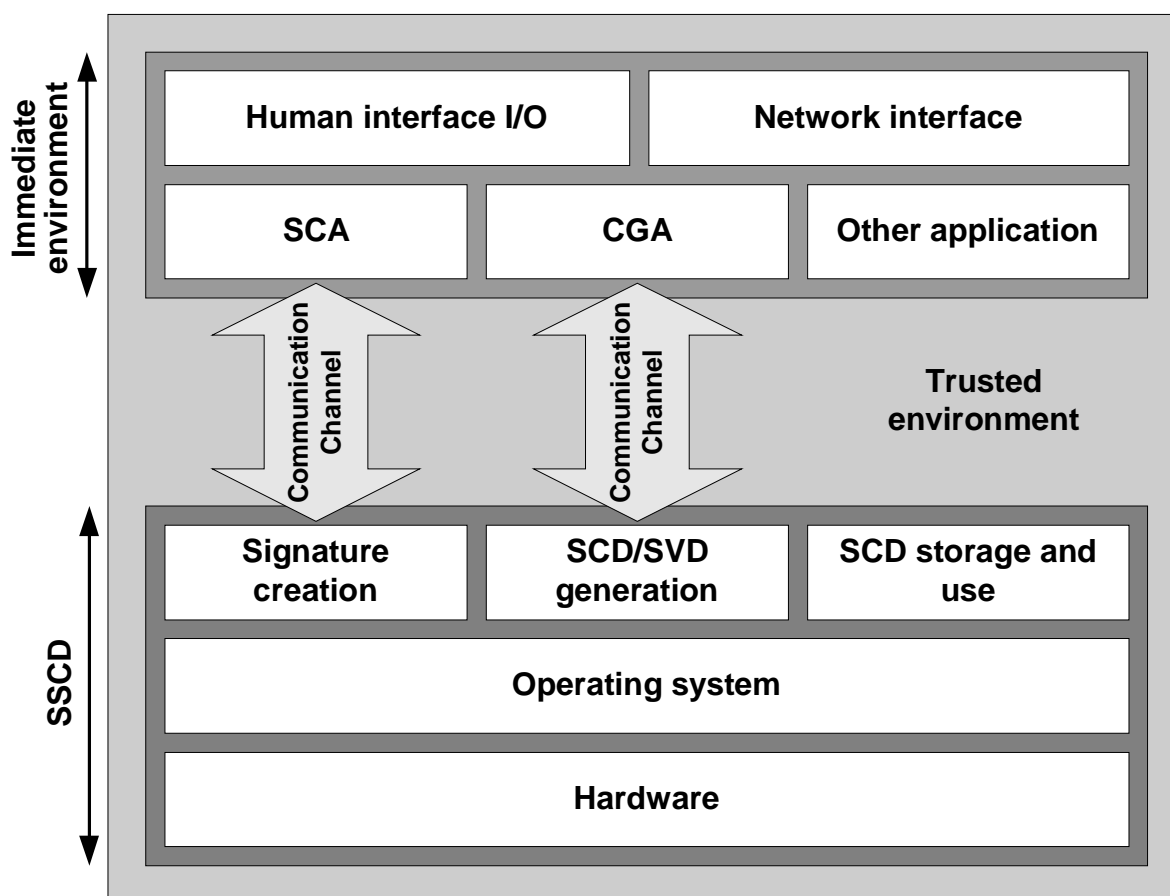 Immediate
environment
Human interface I/O
Network interface
SCA
CGA
Other application
Communication
Channel
Communication
Channel
Trusted
environment
SSCD
Signature
creation
SCD/SVD
generation
SCD storage and
use
Operating system
Hardware